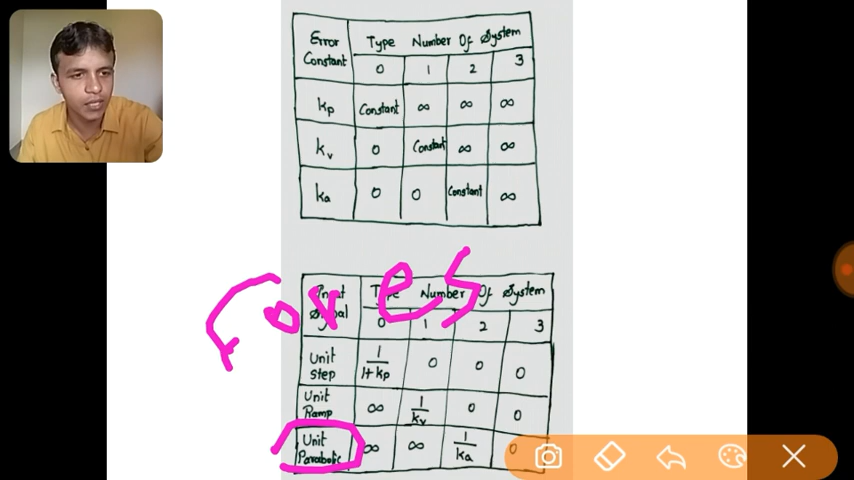 Error Constant Type Number Of System
0 1 2 3
kp Constant ∞ ∞ ∞
kv 0 Constant ∞ ∞
ka 0 0 Constant ∞
for es
Input Signal Type Number Of System
0 1 2 3
Unit Step 1/1+kp 0 0 0
Unit Ramp ∞ 1/kv 0 0
Unit Parabolic ∞ ∞ 1/ka 0